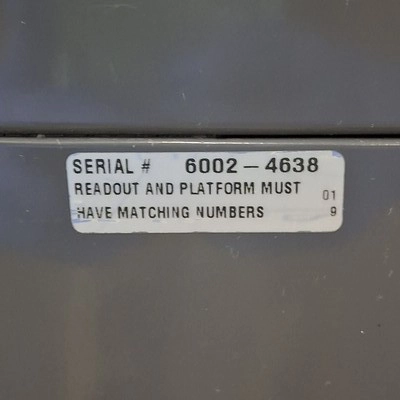 SERIAL # 6002-4638
READOUT AND PLATFORM MUST 01
HAVE MATCHING NUMBERS 9